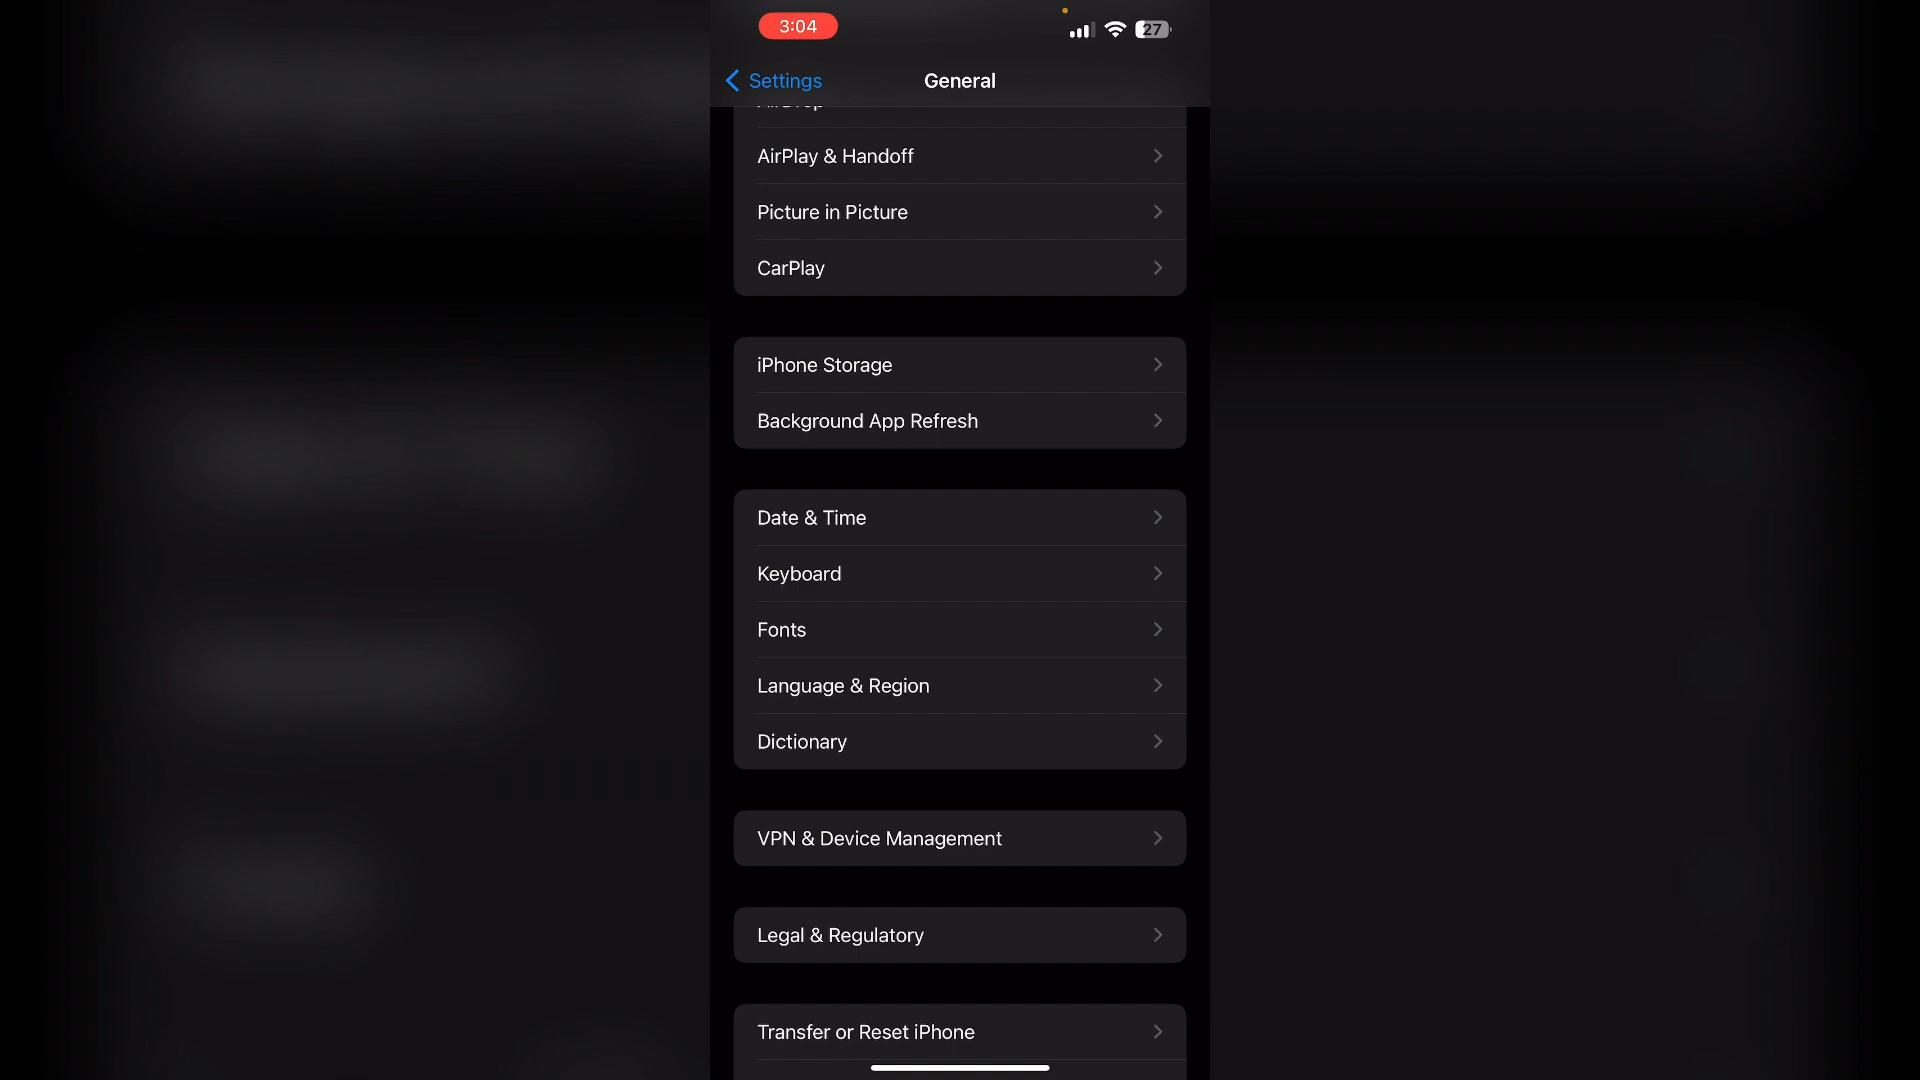 3:04
27
Settings
General
AirDrop
AirPlay & Handoff
Picture in Picture
CarPlay
iPhone Storage
Background App Refresh
Date & Time
Keyboard
Fonts
Language & Region
Dictionary
VPN & Device Management
Legal & Regulatory
Transfer or Reset iPhone